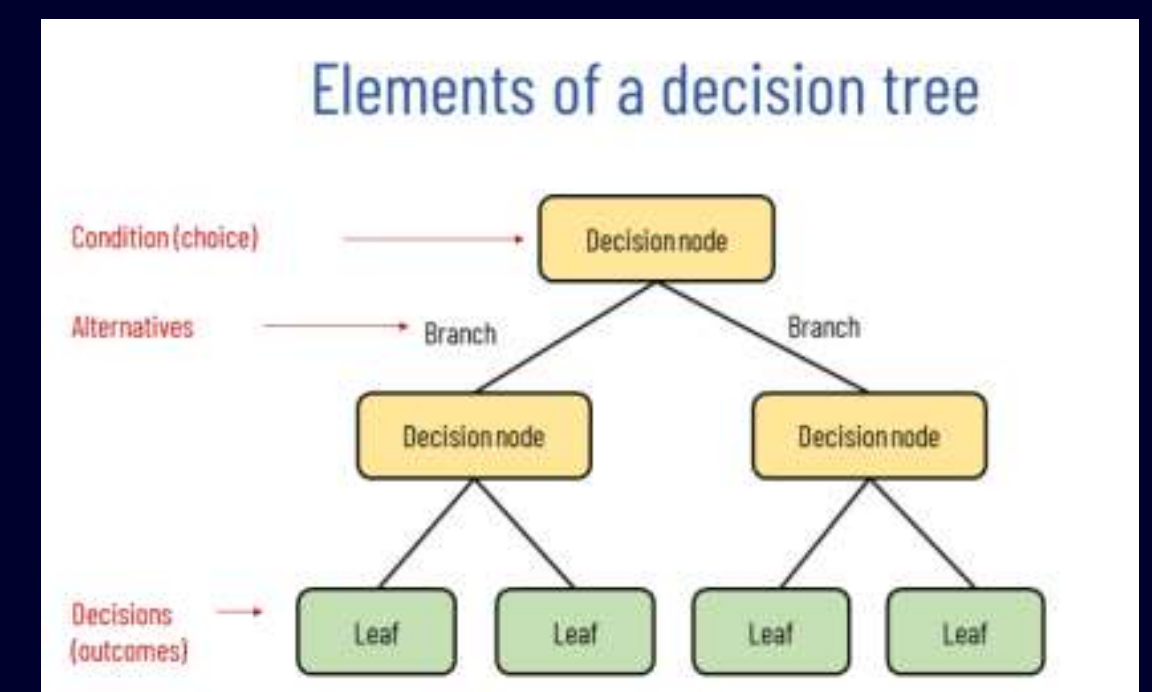 Elements of a decision tree
Condition (choice)
Decision node
Alternatives
Branch
Branch
Decision node
Decision node
Decisions
(outcomes)
Leaf
Leaf
Leaf
Leaf